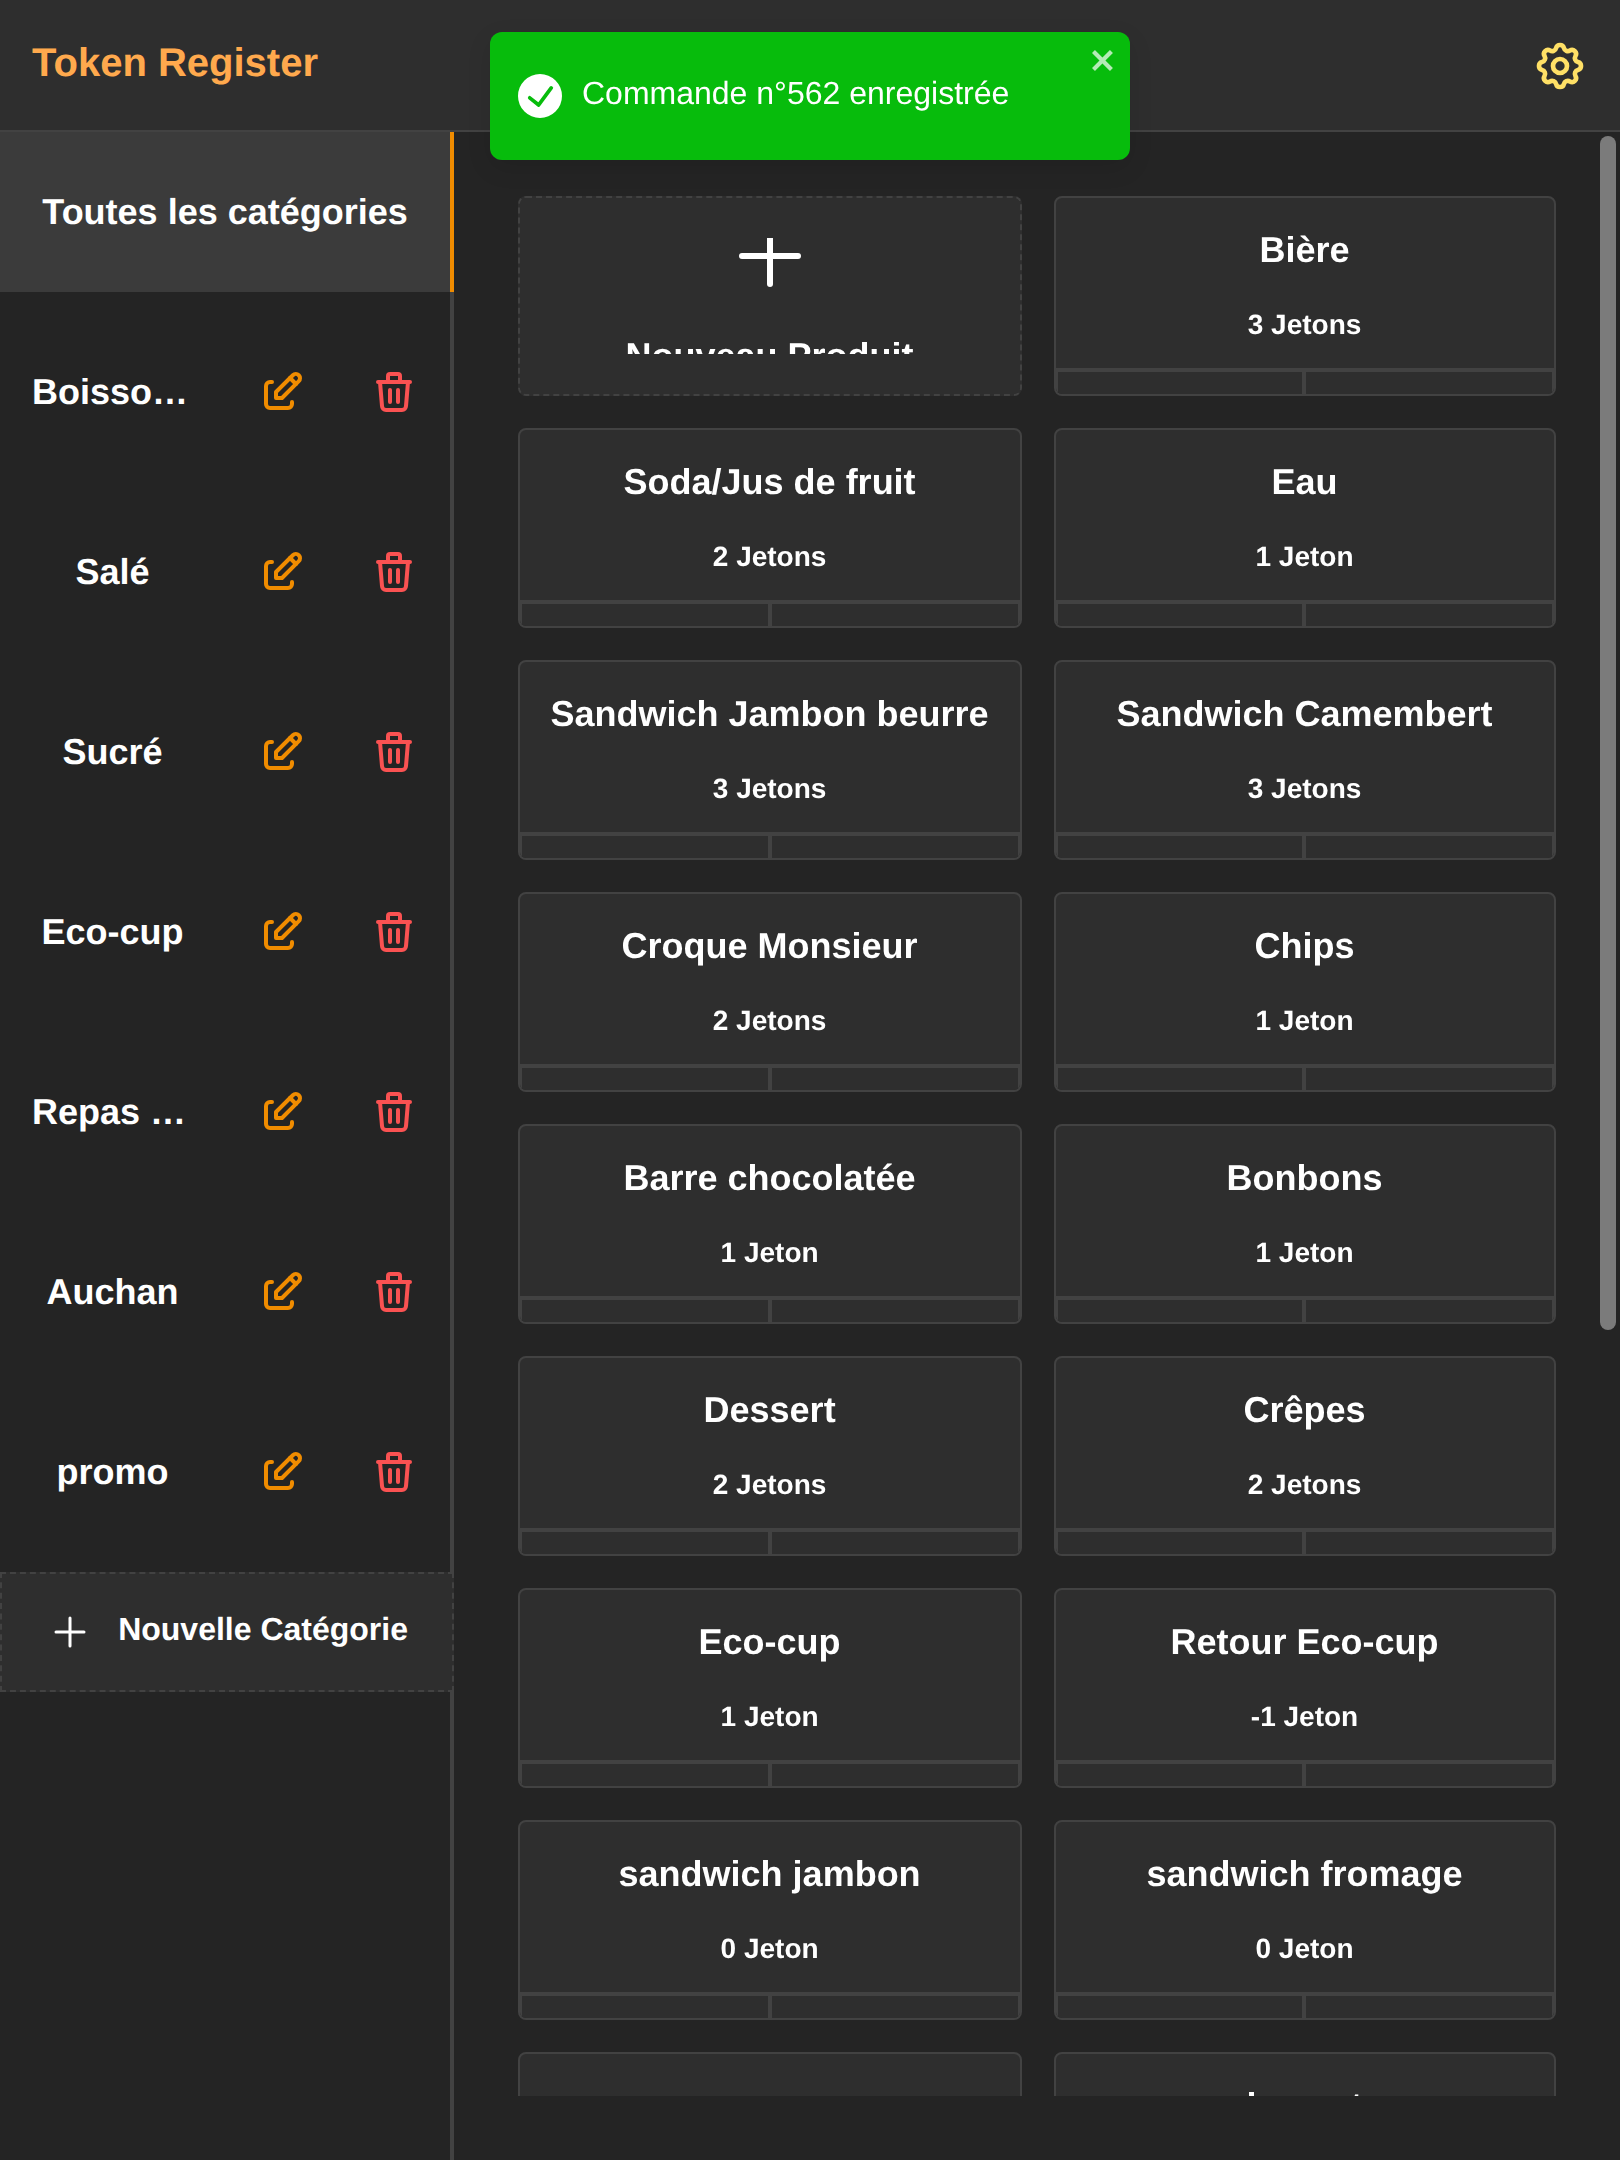 Token Register
Commande n°562 enregistrée
Toutes les catégories
Boisso…
Salé
Sucré
Eco-cup
Repas …
Auchan
promo
Nouvelle Catégorie
Nouveau Produit
Bière
3 Jetons
Soda/Jus de fruit
2 Jetons
Eau
1 Jeton
Sandwich Jambon beurre
3 Jetons
Sandwich Camembert
3 Jetons
Croque Monsieur
2 Jetons
Chips
1 Jeton
Barre chocolatée
1 Jeton
Bonbons
1 Jeton
Dessert
2 Jetons
Crêpes
2 Jetons
Eco-cup
1 Jeton
Retour Eco-cup
-1 Jeton
sandwich jambon
0 Jeton
sandwich fromage
0 Jeton